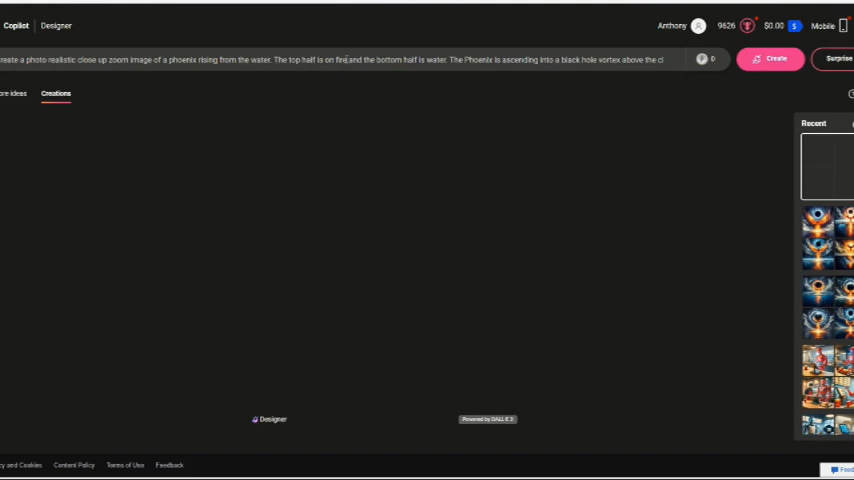 Copilot | Designer
Anthony 9626 $0.00 Mobile
reate a photo realistic close up zoom image of a phoenix rising from the water. The top half is on fire and the bottom half is water. The Phoenix is ascending into a black hole vortex above the cl
0
Create
Surprise
ore ideas Creations
Recent
Designer
Powered by DALL·E 3
cy and Cookies Content Policy Terms of Use Feedback
Feed